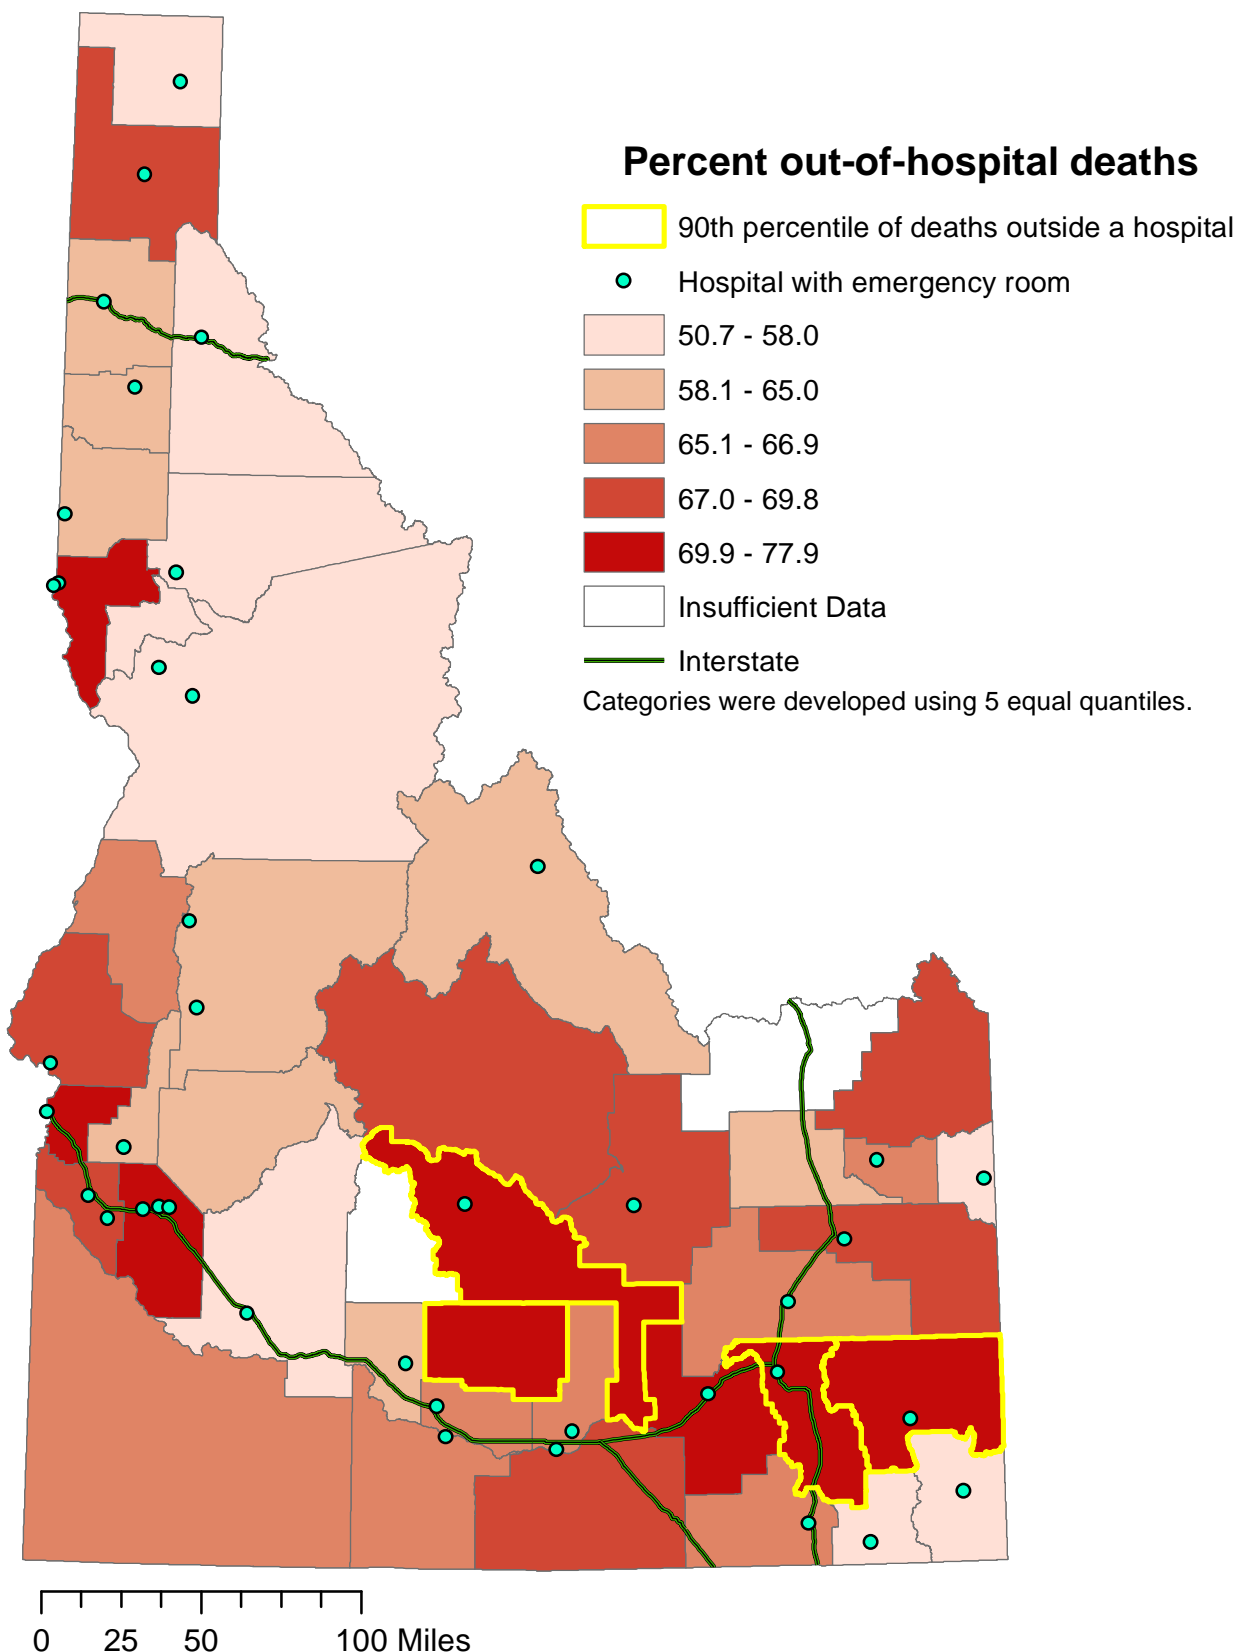 Percent out-of-hospital deaths
90th percentile of deaths outside a hospital
Hospital with emergency room
50.7 - 58.0
58.1 - 65.0
65.1 - 66.9
67.0 - 69.8
69.9 - 77.9
Insufficient Data
Interstate
Categories were developed using 5 equal quantiles.
0 25 50 100 Miles